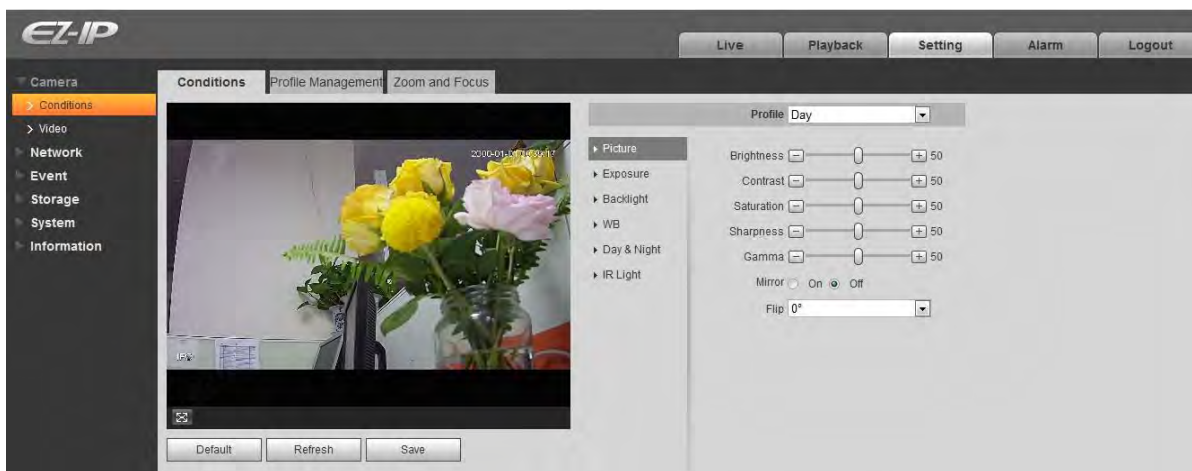 EZ-IP
Live Playback Setting Alarm Logout
Camera
Conditions
Video
Network
Event
Storage
System
Information
Conditions Profile Management Zoom and Focus
Profile Day
Picture
Exposure
Backlight
WB
Day & Night
IR Light
Brightness 50
Contrast 50
Saturation 50
Sharpness 50
Gamma 50
Mirror On Off
Flip 0°
Default Refresh Save